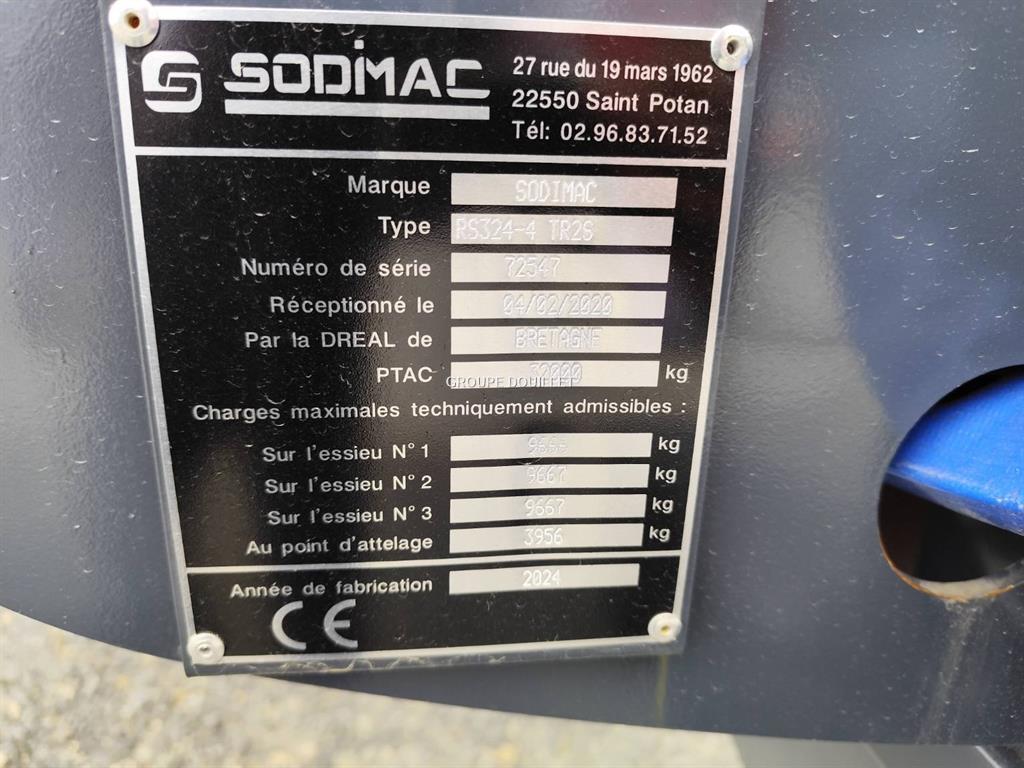 SODIMAC
27 rue du 19 mars 1962
22550 Saint Potan
Tél: 02.96.83.71.52
Marque SODIMAC
Type RS324-4 TR2S
Numéro de série 72547
Réceptionné le 04/02/2020
Par la DREAL de BRETAGNE
PTAC 30000 kg
GROUPE DOUILLET
Charges maximales techniquement admissibles :
Sur l'essieu N° 1 kg
Sur l'essieu N° 2 9667 kg
Sur l'essieu N° 3 9667 kg
Au point d'attelage 3956 kg
Année de fabrication 2024
CE